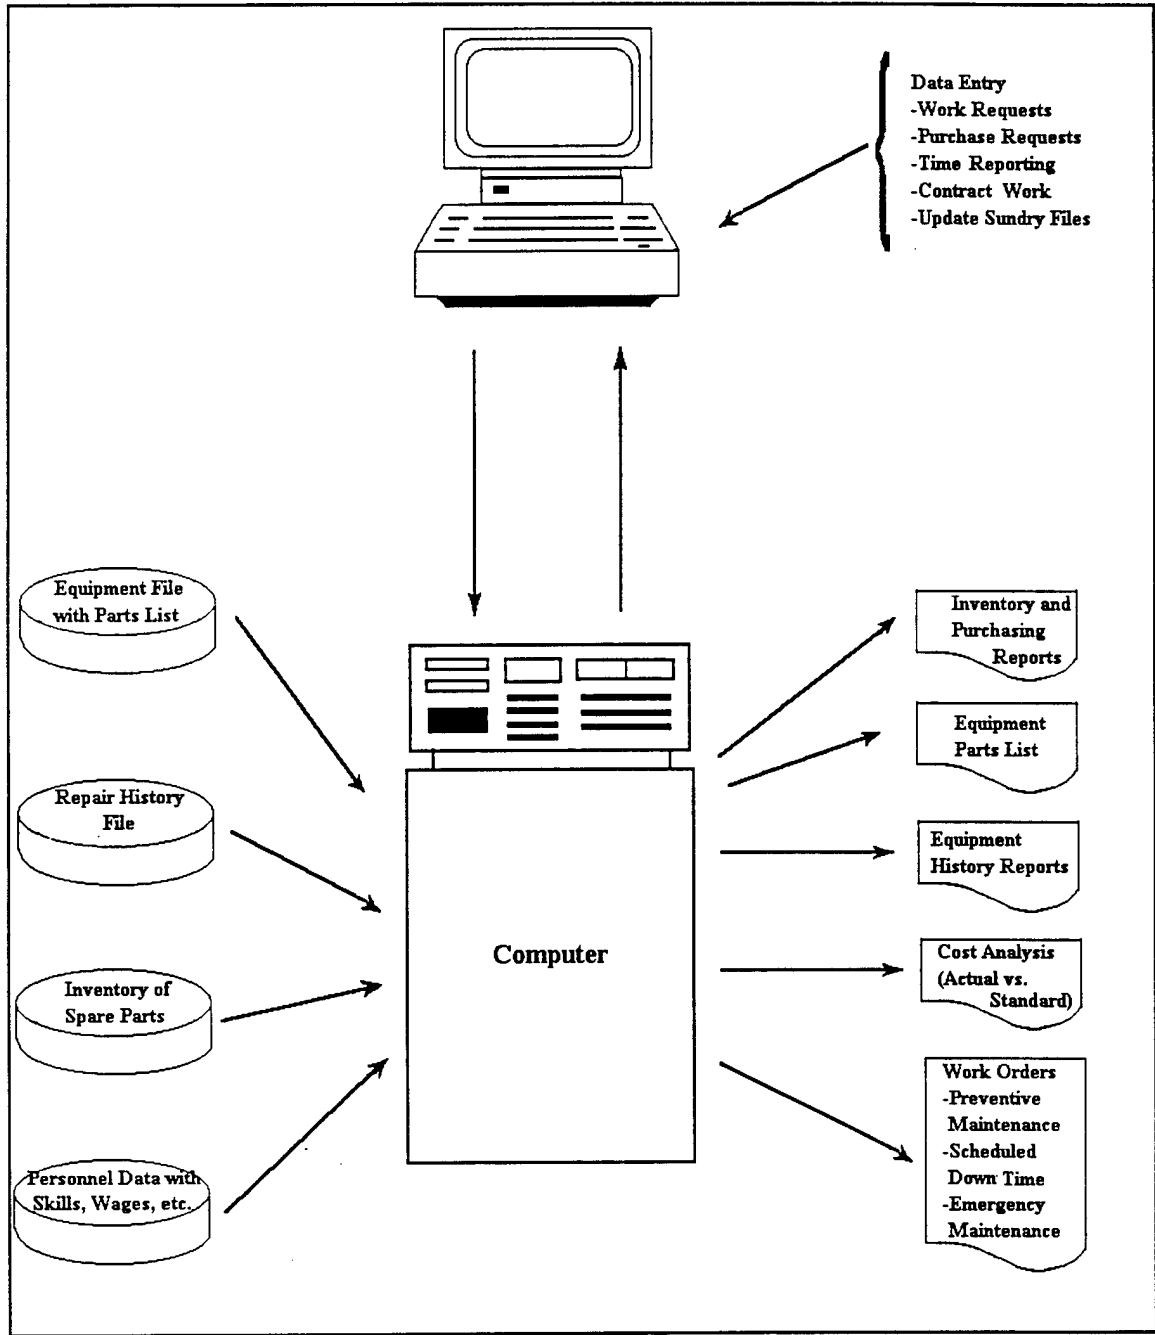 Data Entry
-Work Requests
-Purchase Requests
-Time Reporting
-Contract Work
-Update Sundry Files
Equipment File
with Parts List
Repair History
File
Inventory of
Spare Parts
Personnel Data with
Skills, Wages, etc.
Computer
Inventory and
Purchasing
Reports
Equipment
Parts List
Equipment
History Reports
Cost Analysis
(Actual vs.
Standard)
Work Orders
-Preventive
Maintenance
-Scheduled
Down Time
-Emergency
Maintenance